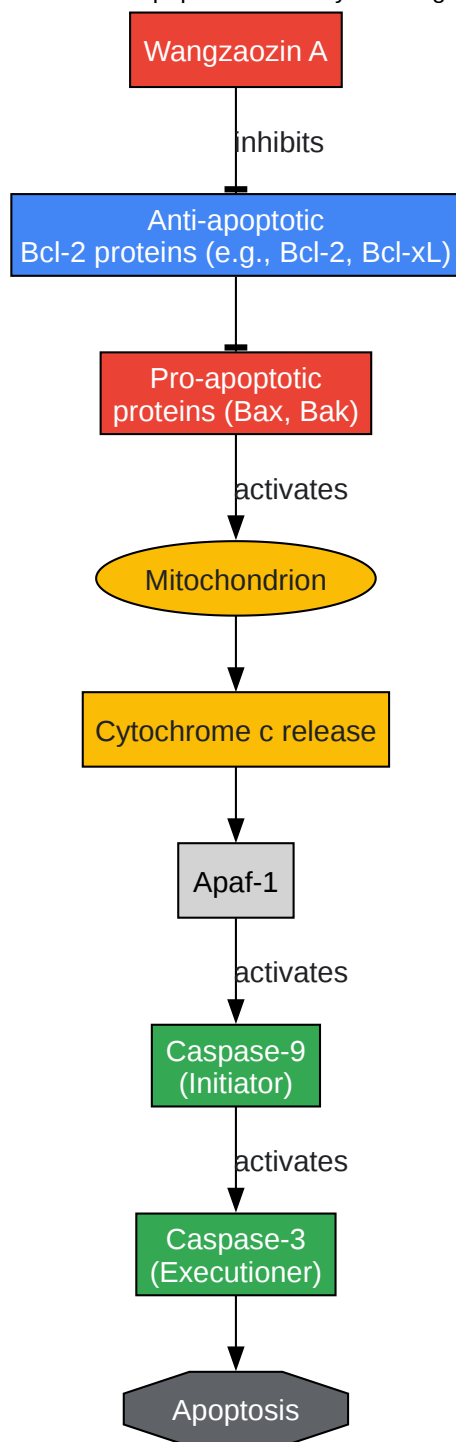 Wangzaozin A
inhibits
Anti-apoptotic
Bcl-2 proteins (e.g., Bcl-2, Bcl-xL)
Pro-apoptotic
proteins (Bax, Bak)
activates
Mitochondrion
Cytochrome c release
Apaf-1
activates
Caspase-9
(Initiator)
activates
Caspase-3
(Executioner)
Apoptosis